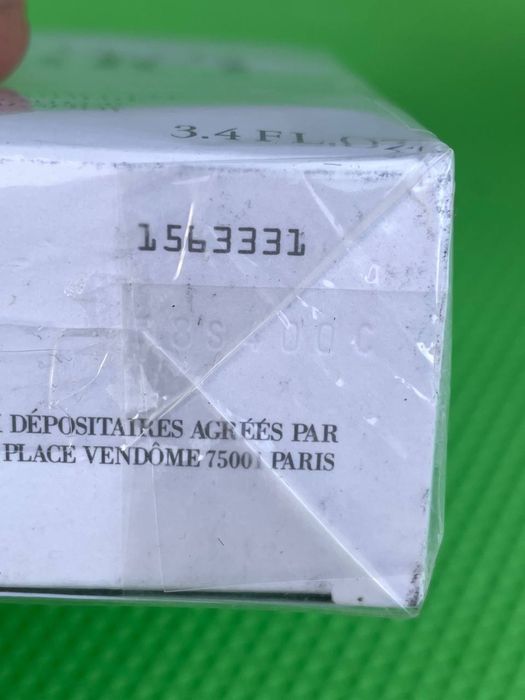 3.4 FL.OZ
1563331
DÉPOSITAIRES AGRÉÉS PAR
PLACE VENDÔME 75001 PARIS